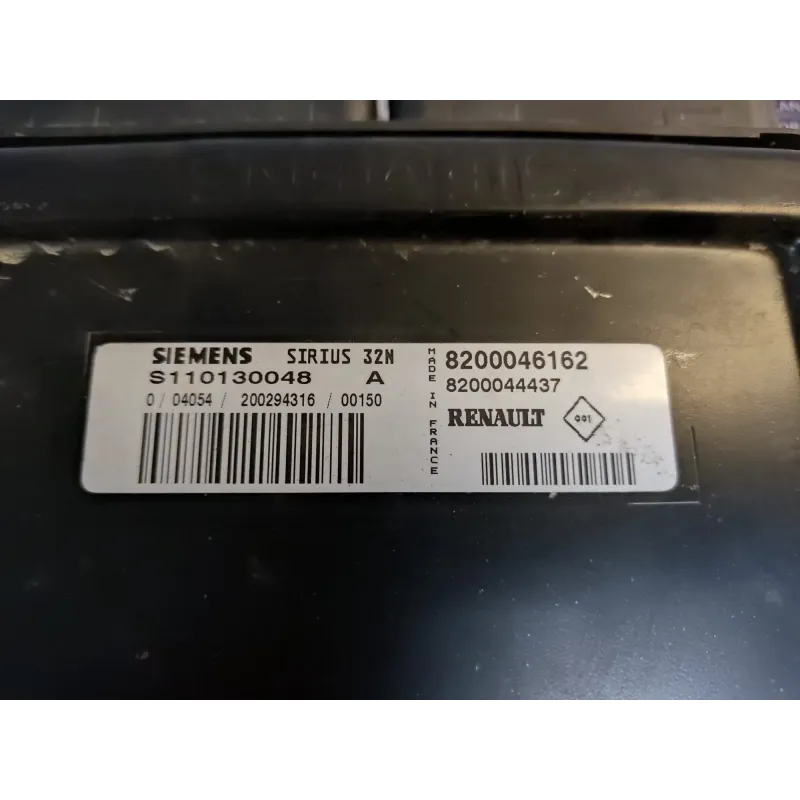 SIEMENS SIRIUS 32N
S110130048 A
0 / 04054 / 200294316 / 00150
MADE IN FRANCE
8200046162
8200044437
RENAULT